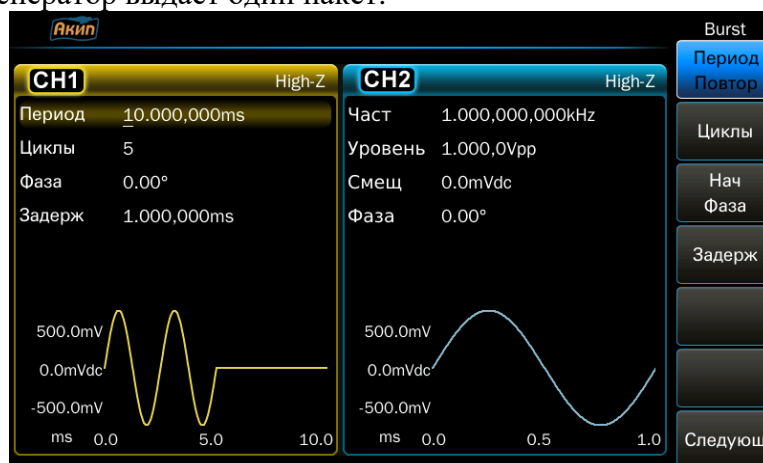 генератор выдает один пакет.
Акип
Burst
CH1 High-Z
CH2 High-Z
Период
Повтор
Период 10.000,000ms
Част 1.000,000,000kHz
Циклы
Циклы 5
Уровень 1.000,0Vpp
Фаза 0.00°
Смещ 0.0mVdc
Нач
Фаза
Задерж 1.000,000ms
Фаза 0.00°
Задерж
500.0mV
0.0mVdc
-500.0mV
ms 0.0 5.0 10.0
500.0mV
0.0mVdc
-500.0mV
ms 0.0 0.5 1.0
Следующ